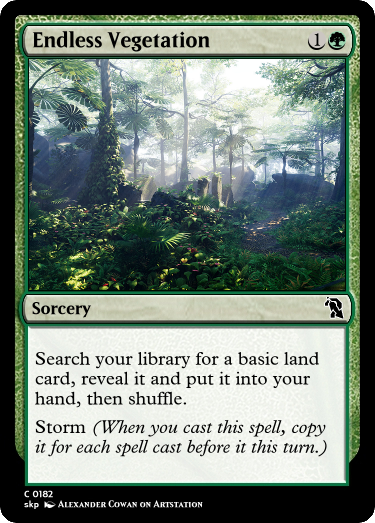 Endless Vegetation 1
Sorcery
Search your library for a basic land
card, reveal it and put it into your
hand, then shuffle.
Storm (When you cast this spell, copy
it for each spell cast before it this turn.)
C 0182
skp Alexander Cowan on Artstation